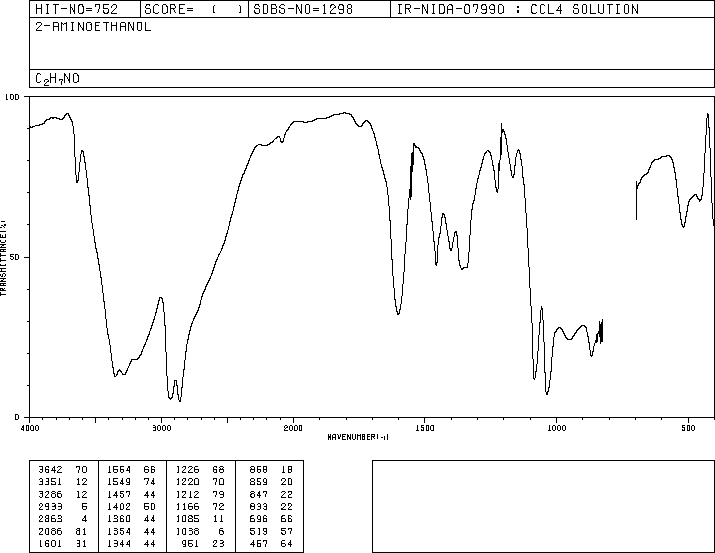 HIT-NO=752 SCORE= ( ) SDBS-NO=1298 IR-NIDA-07990 : CCL4 SOLUTION
2-AMINOETHANOL
C2H7NO
100
TRANSMITTANCE(%)
50
0
4000 3000 2000 1500 1000 500
WAVENUMBER(-1)
3642 70 1564 66 1226 68 868 18
3351 12 1549 74 1220 70 859 20
3286 12 1457 44 1212 79 847 22
2933 5 1402 50 1166 72 833 22
2863 4 1360 44 1085 11 696 66
2086 81 1354 44 1038 6 519 57
1601 31 1344 44 951 23 457 64